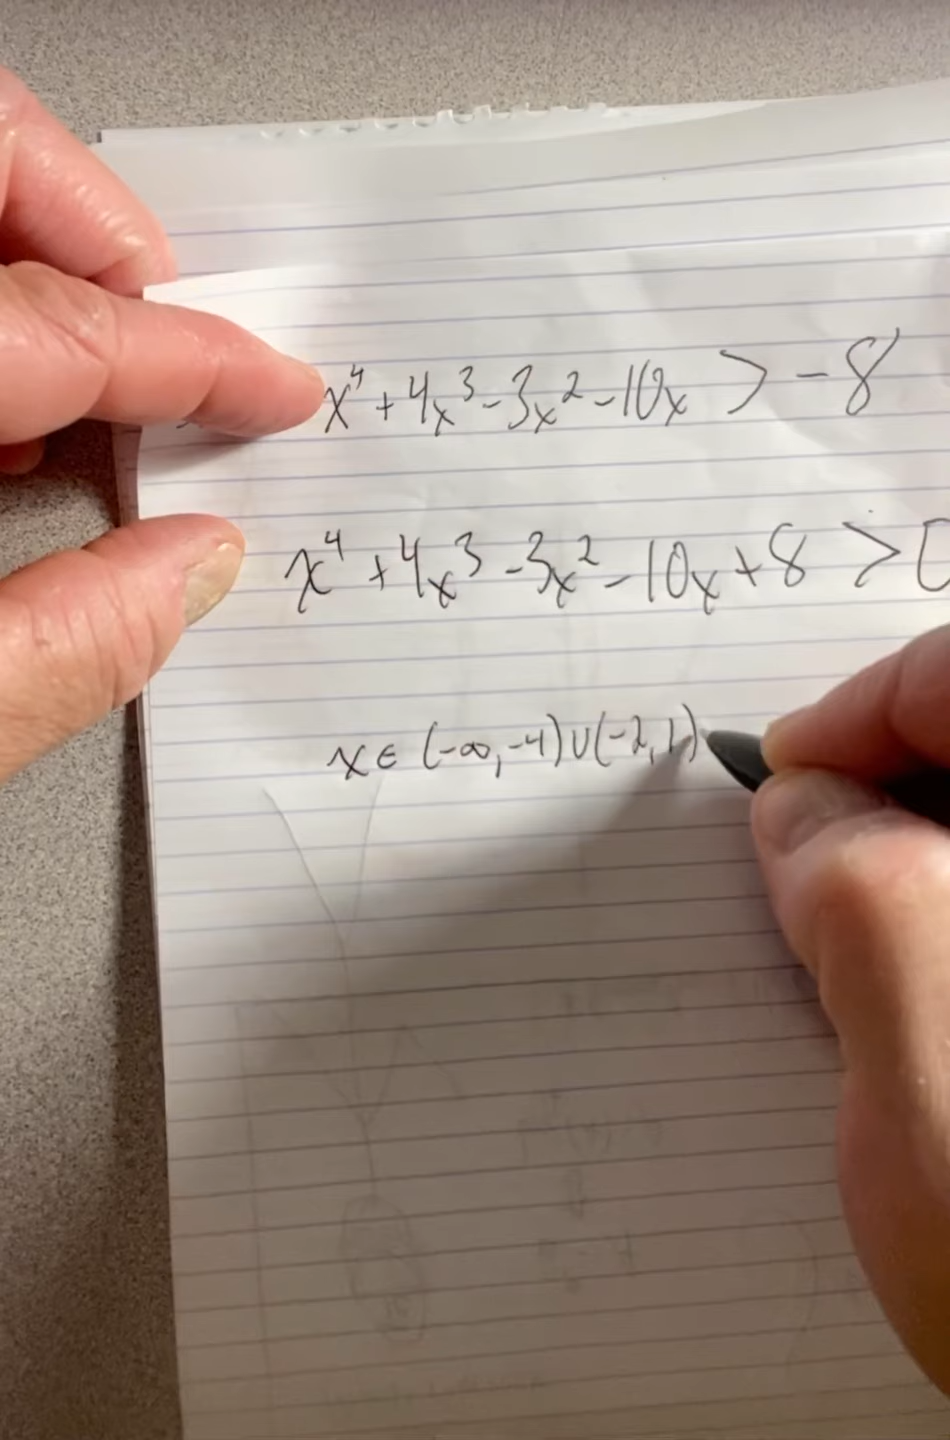 x⁴+4x³-3x²-10x > -8
x⁴+4x³-3x²-10x+8 > 0
x ∈ (-∞,-4)∪(-2,1)